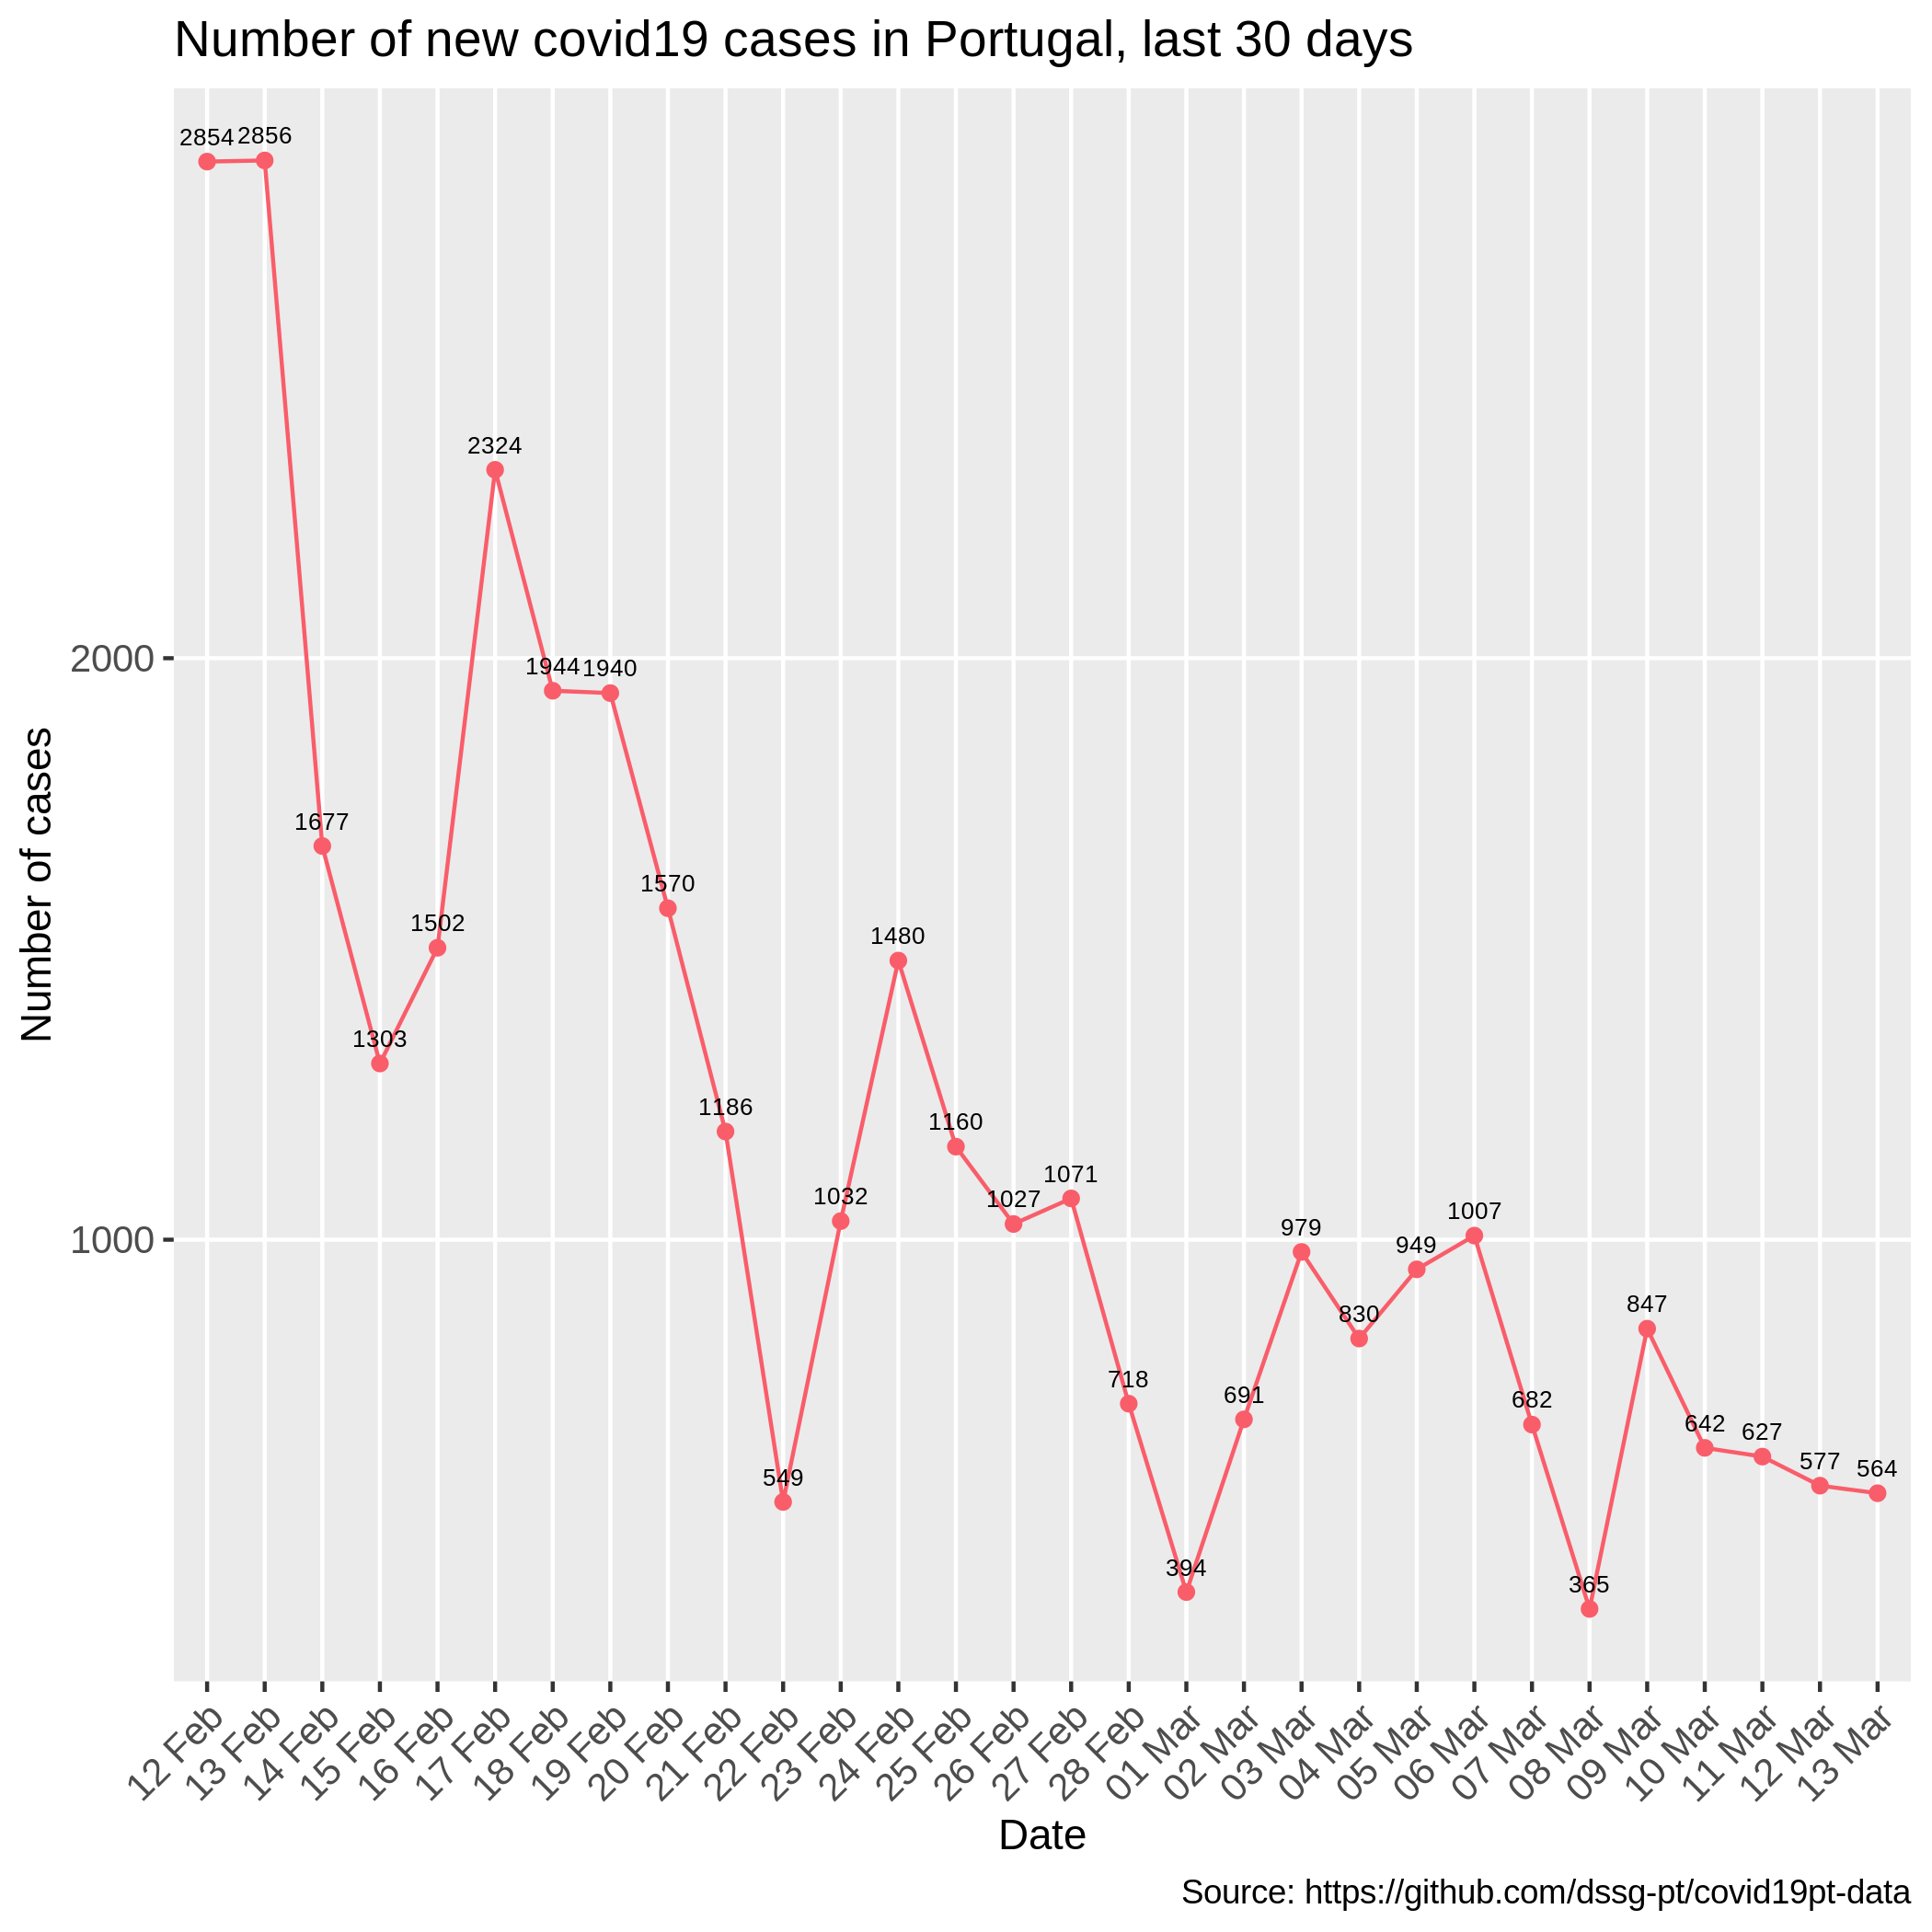 Number of new covid19 cases in Portugal, last 30 days
2854
2856
1677
1303
1502
2324
1944
1940
1570
1186
549
1032
1480
1160
1027
1071
718
394
691
979
830
949
1007
682
365
847
642
627
577
564
2000
1000
Number of cases
12 Feb
13 Feb
14 Feb
15 Feb
16 Feb
17 Feb
18 Feb
19 Feb
20 Feb
21 Feb
22 Feb
23 Feb
24 Feb
25 Feb
26 Feb
27 Feb
28 Feb
01 Mar
02 Mar
03 Mar
04 Mar
05 Mar
06 Mar
07 Mar
08 Mar
09 Mar
10 Mar
11 Mar
12 Mar
13 Mar
Date
Source: https://github.com/dssg-pt/covid19pt-data